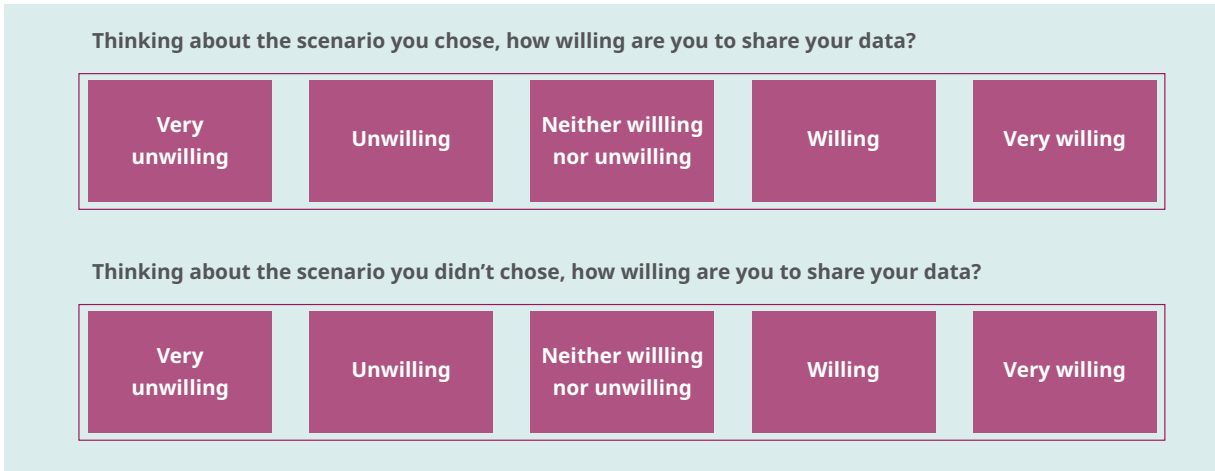 Thinking about the scenario you chose, how willing are you to share your data?
Very
unwilling
Unwilling
Neither willling
nor unwilling
Willing
Very willing
Thinking about the scenario you didn’t chose, how willing are you to share your data?
Very
unwilling
Unwilling
Neither willling
nor unwilling
Willing
Very willing